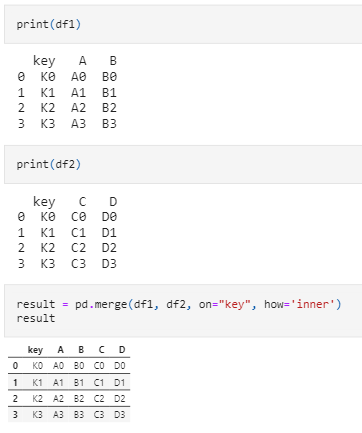 print(df1)
key A B
0 K0 A0 B0
1 K1 A1 B1
2 K2 A2 B2
3 K3 A3 B3
print(df2)
key C D
0 K0 C0 D0
1 K1 C1 D1
2 K2 C2 D2
3 K3 C3 D3
result = pd.merge(df1, df2, on="key", how='inner')
result
key A B C D
0 K0 A0 B0 C0 D0
1 K1 A1 B1 C1 D1
2 K2 A2 B2 C2 D2
3 K3 A3 B3 C3 D3